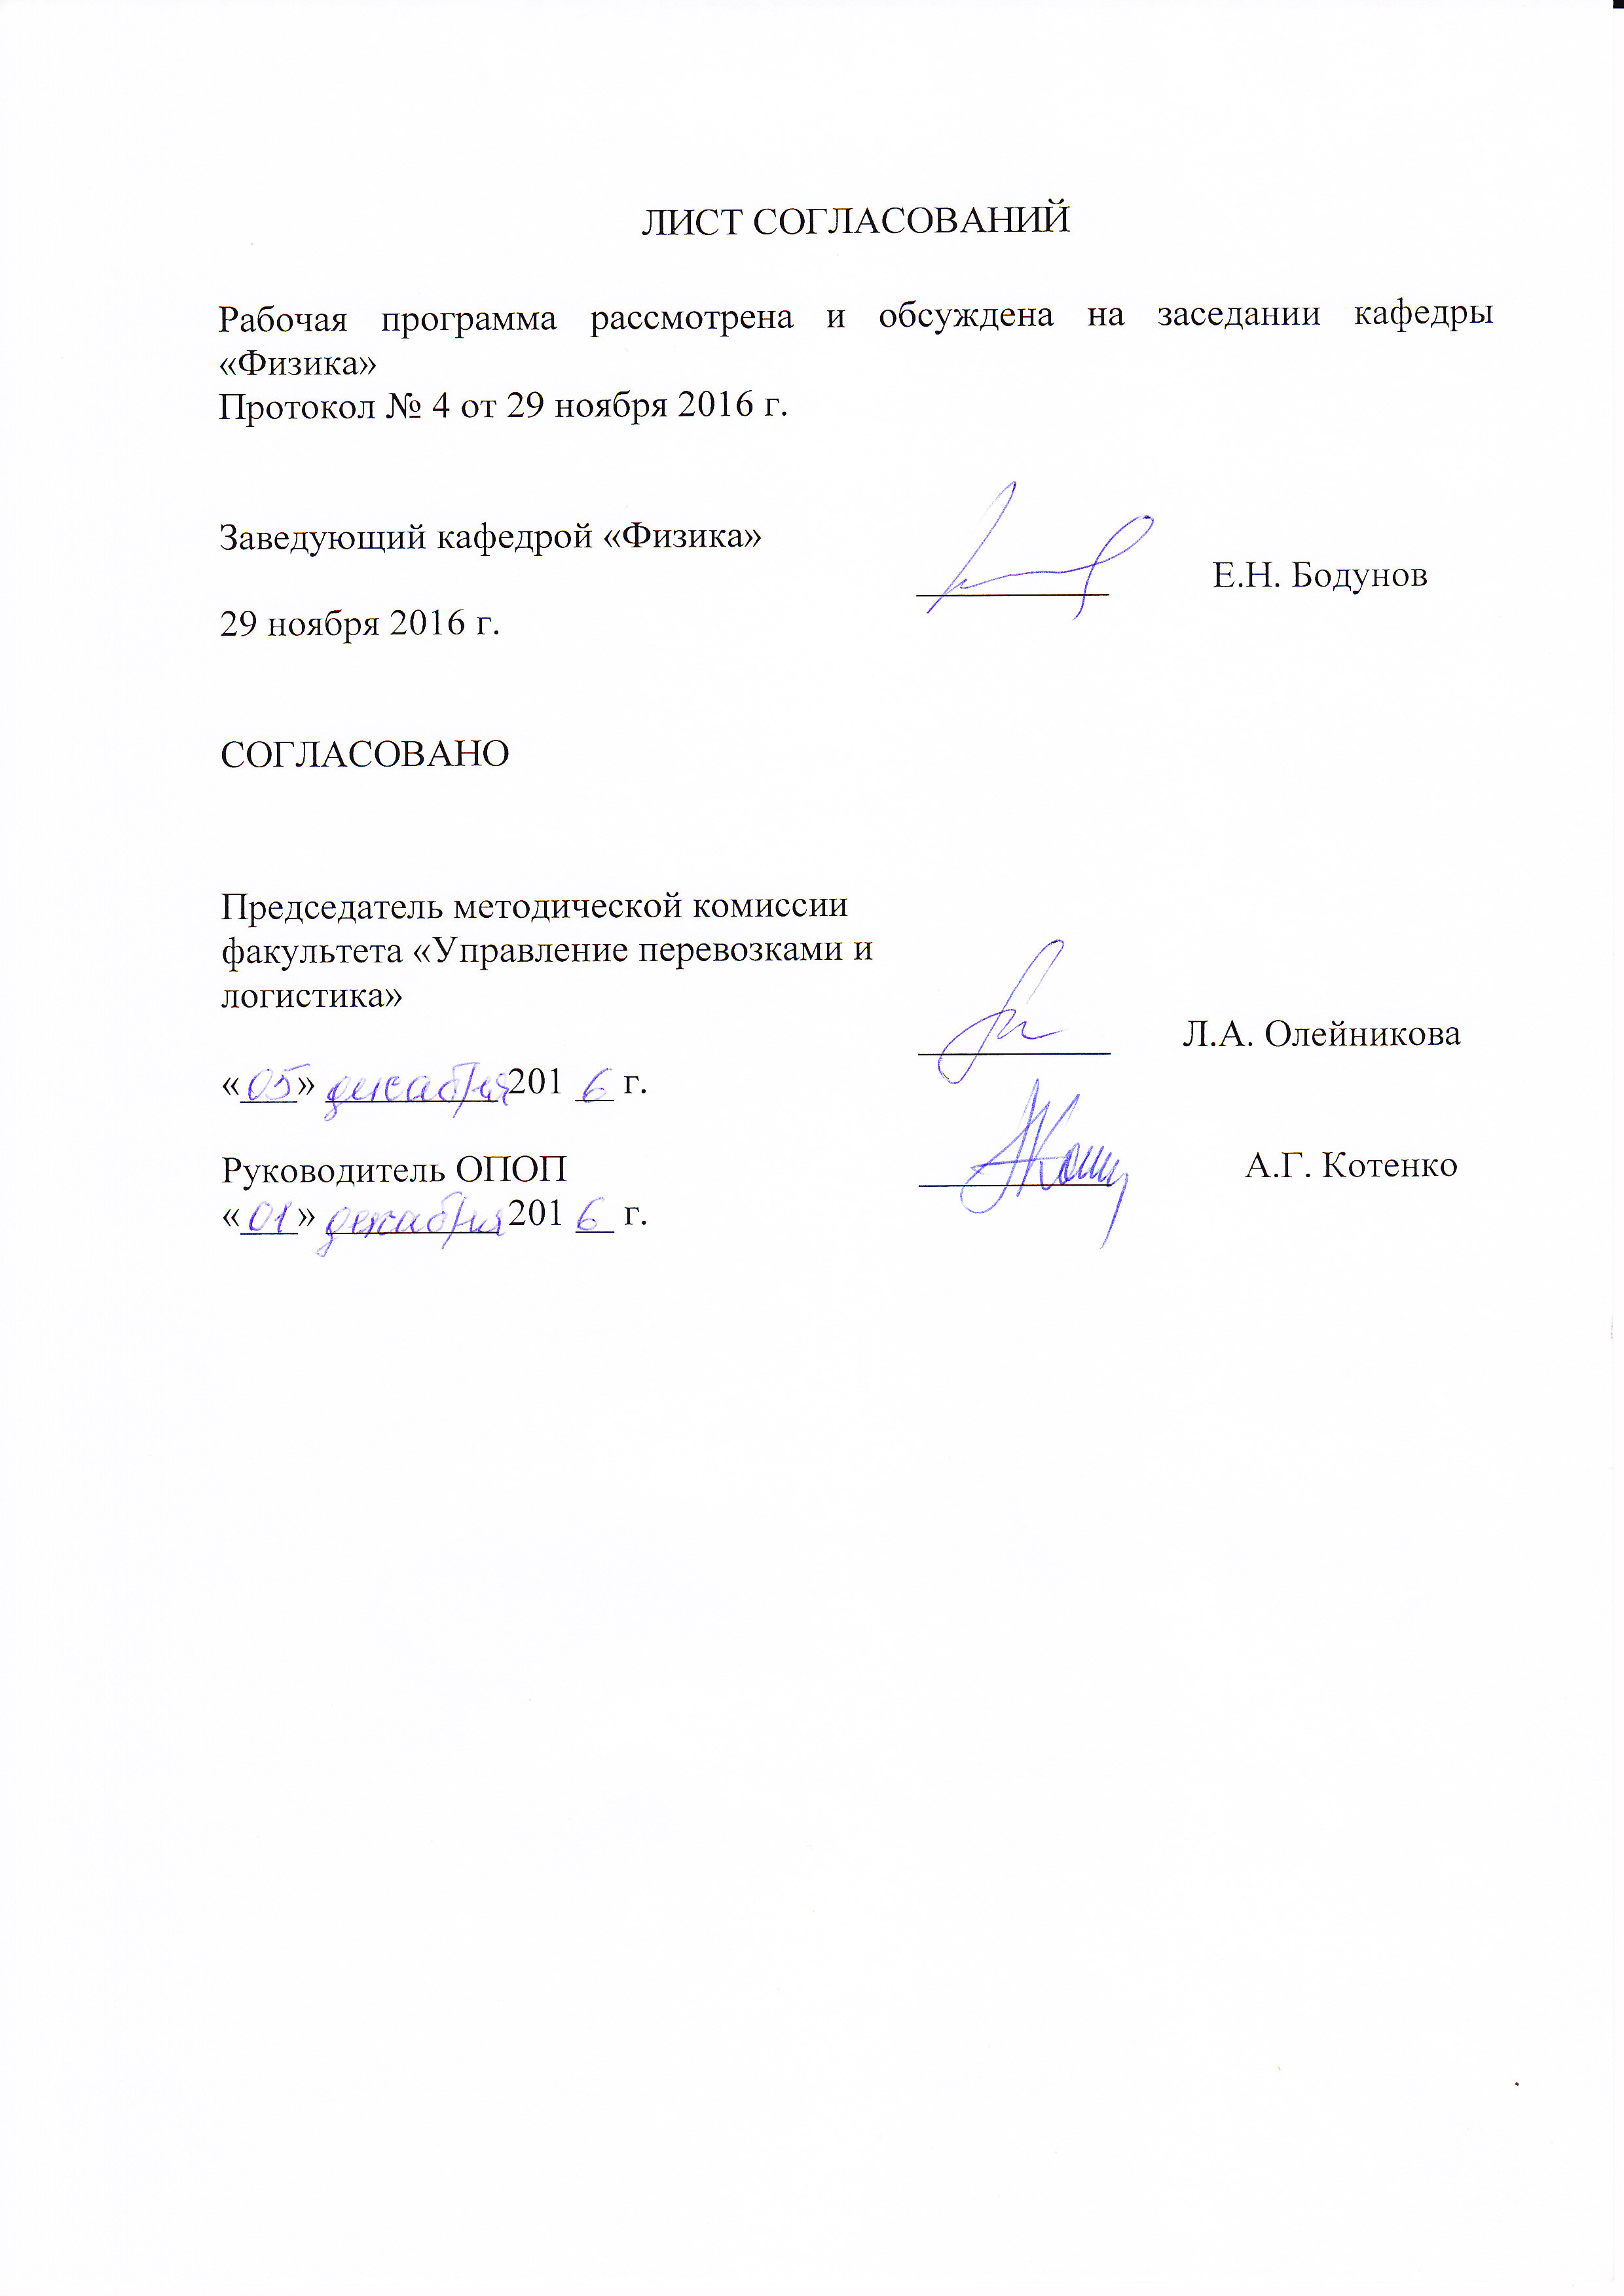 ЛИСТ СОГЛАСОВАНИЙ
Рабочая программа рассмотрена и обсуждена на заседании кафедры
«Физика»
Протокол № 4 от 29 ноября 2016 г.
Заведующий кафедрой «Физика»
Е.Н. Бодунов
29 ноября 2016 г.
СОГЛАСОВАНО
Председатель методической комиссии
факультета «Управление перевозками и
логистика»
Л.А. Олейникова
«05» декабря 2016 г.
Руководитель ОПОП А.Г. Котенко
«01» декабря 2016 г.